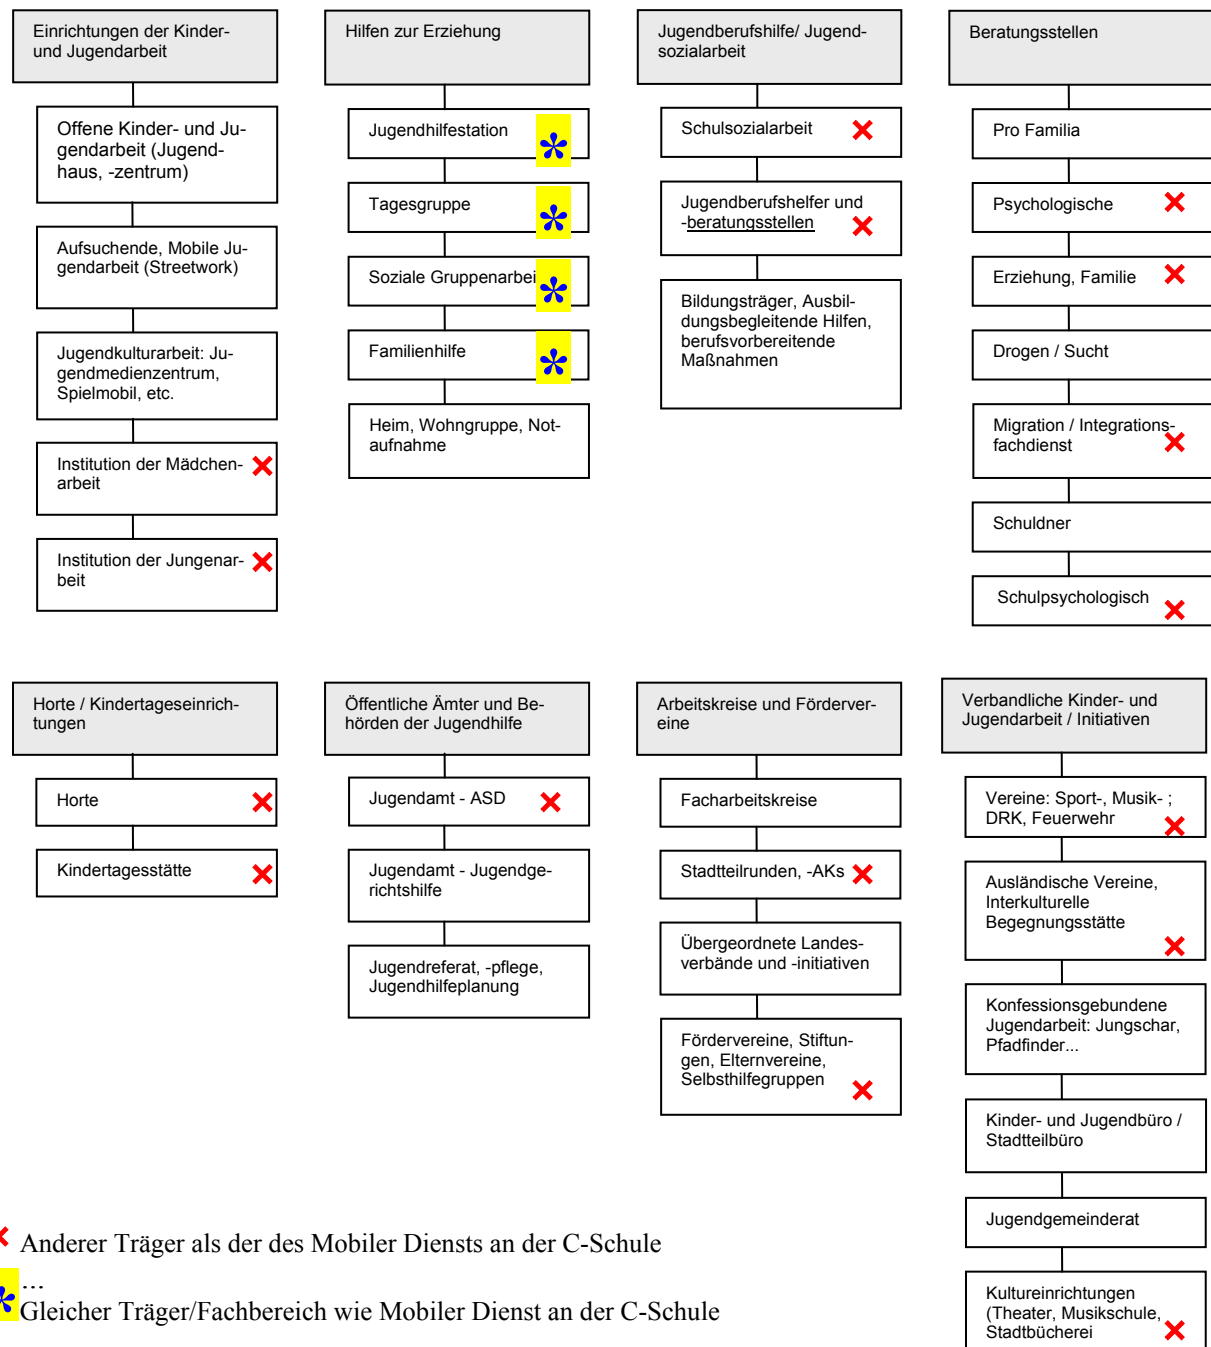 Einrichtungen der Kinder-
und Jugendarbeit
Offene Kinder- und Ju-
gendarbeit (Jugend-
haus, -zentrum)
Aufsuchende, Mobile Ju-
gendarbeit (Streetwork)
Jugendkulturarbeit: Ju-
gendmedienzentrum,
Spielmobil, etc.
Institution der Mädchen-
arbeit
Institution der Jungenar-
beit
Hilfen zur Erziehung
Jugendhilfestation
Tagesgruppe
Soziale Gruppenarbei
Familienhilfe
Heim, Wohngruppe, Not-
aufnahme
Jugendberufshilfe/ Jugend-
sozialarbeit
Schulsozialarbeit
Jugendberufshelfer und
-beratungsstellen
Bildungsträger, Ausbil-
dungsbegleitende Hilfen,
berufsvorbereitende
Maßnahmen
Beratungsstellen
Pro Familia
Psychologische
Erziehung, Familie
Drogen / Sucht
Migration / Integrations-
fachdienst
Schuldner
Schulpsychologisch
Horte / Kindertageseinrich-
tungen
Horte
Kindertagesstätte
Öffentliche Ämter und Be-
hörden der Jugendhilfe
Jugendamt - ASD
Jugendamt - Jugendge-
richtshilfe
Jugendreferat, -pflege,
Jugendhilfeplanung
Arbeitskreise und Förderver-
eine
Facharbeitskreise
Stadtteilrunden, -AKs
Übergeordnete Landes-
verbände und -initiativen
Fördervereine, Stiftun-
gen, Elternvereine,
Selbsthilfegruppen
Verbandliche Kinder- und
Jugendarbeit / Initiativen
Vereine: Sport-, Musik- ;
DRK, Feuerwehr
Ausländische Vereine,
Interkulturelle
Begegnungsstätte
Konfessionsgebundene
Jugendarbeit: Jungschar,
Pfadfinder...
Kinder- und Jugendbüro /
Stadtteilbüro
Jugendgemeinderat
Kultureinrichtungen
(Theater, Musikschule,
Stadtbücherei
Anderer Träger als der des Mobiler Diensts an der C-Schule
...
Gleicher Träger/Fachbereich wie Mobiler Dienst an der C-Schule